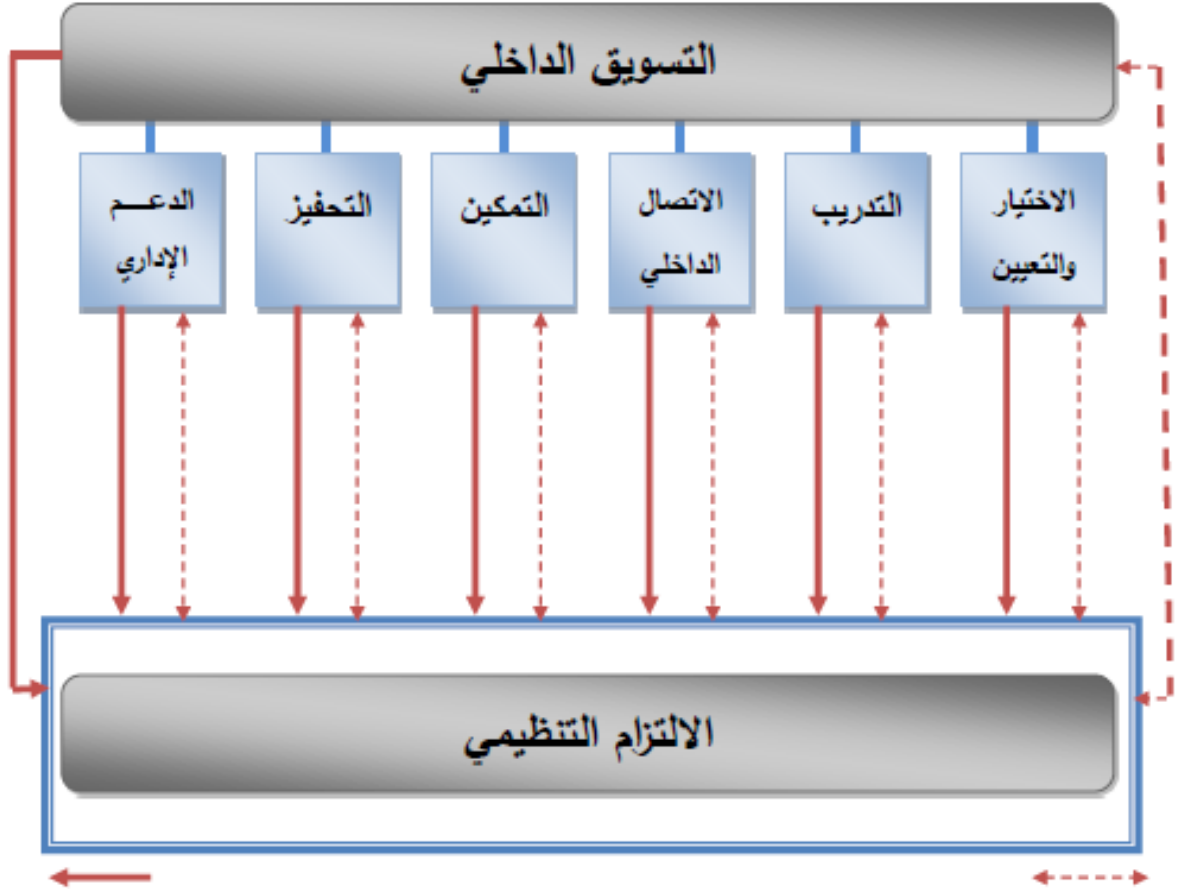 التسويق الداخلي
الاختيار
والتعيين
التدريب
الاتصال
الداخلي
التمكين
التحفيز
الدعـــم
الإداري
الالتزام التنظيمي